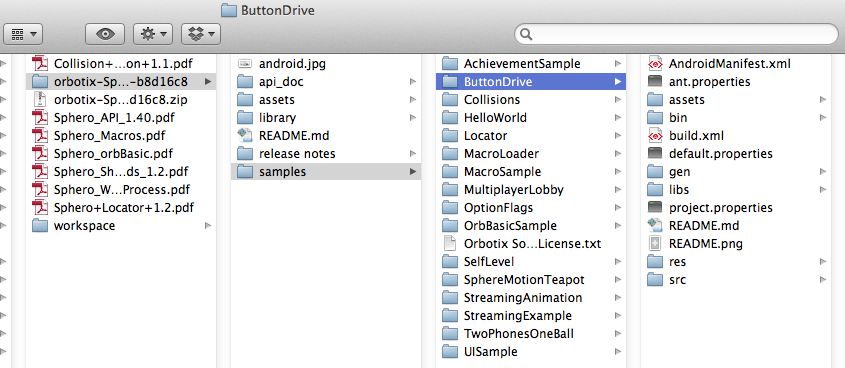 ButtonDrive
Collision+...on+1.1.pdf
orbotix-Sp...-b8d16c8
orbotix-Sp...d16c8.zip
Sphero_API_1.40.pdf
Sphero_Macros.pdf
Sphero_orbBasic.pdf
Sphero_Sh...ds_1.2.pdf
Sphero_W...Process.pdf
Sphero+Locator+1.2.pdf
workspace
android.jpg
api_doc
assets
library
README.md
release notes
samples
AchievementSample
ButtonDrive
Collisions
HelloWorld
Locator
MacroLoader
MacroSample
MultiplayerLobby
OptionFlags
OrbBasicSample
Orbotix So...License.txt
SelfLevel
SphereMotionTeapot
StreamingAnimation
StreamingExample
TwoPhonesOneBall
UISample
AndroidManifest.xml
ant.properties
assets
bin
build.xml
default.properties
gen
libs
project.properties
README.md
README.png
res
src